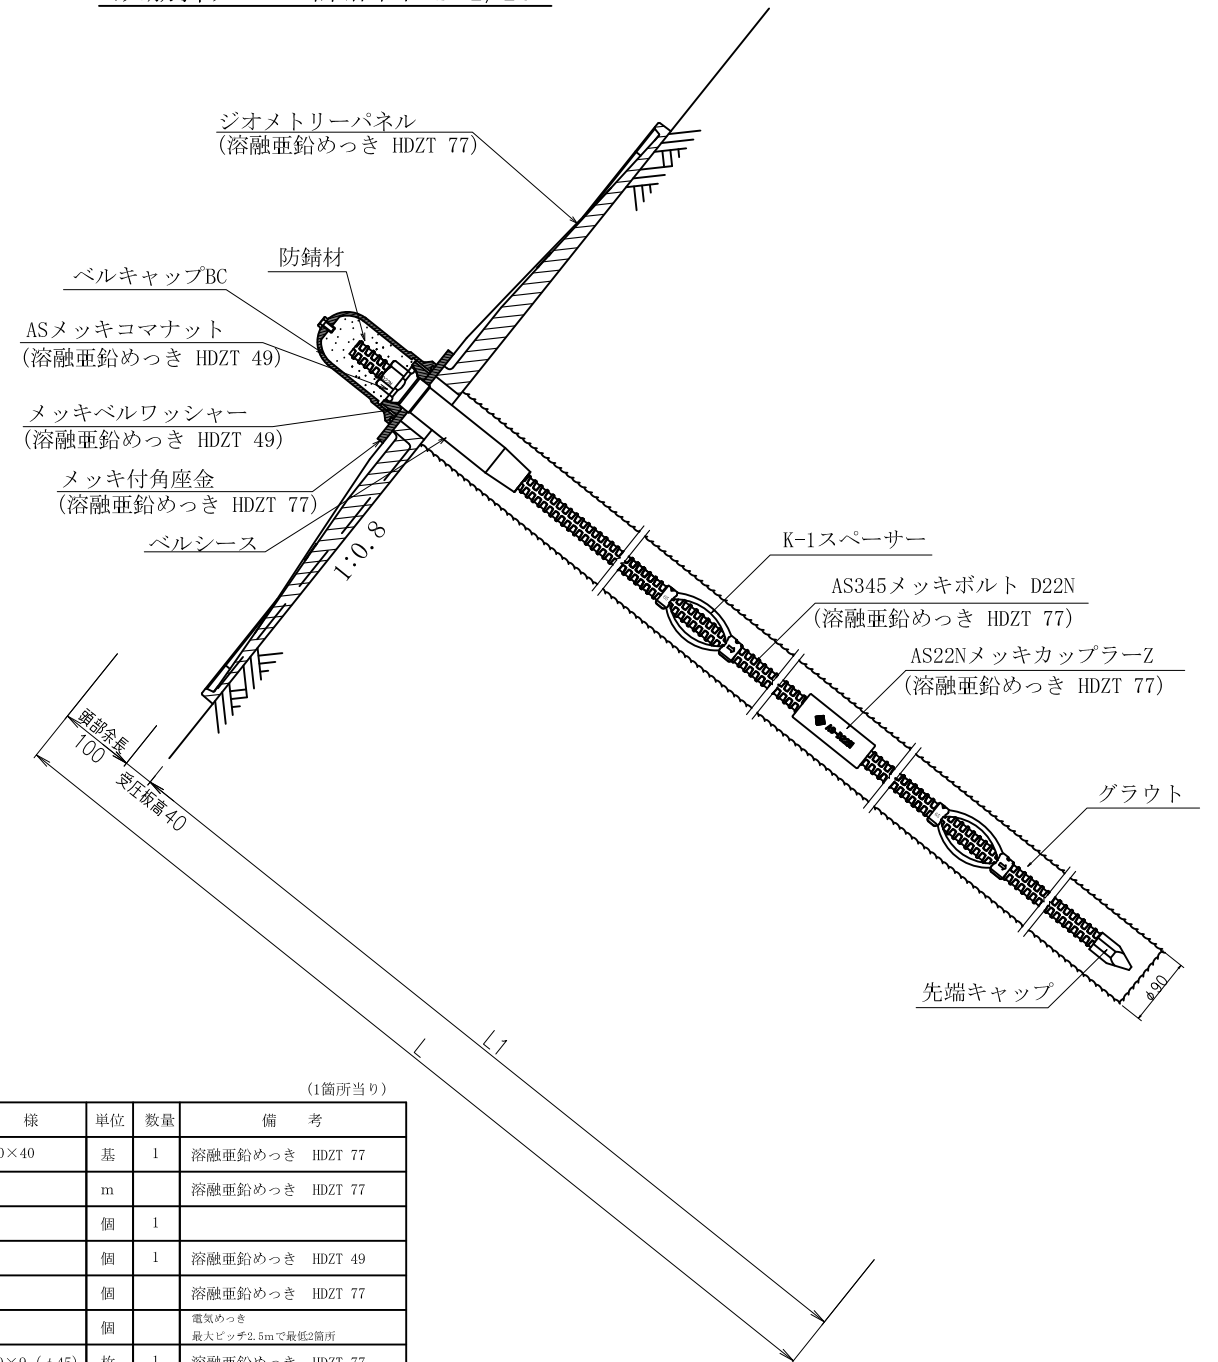 ジオメトリーパネル
(溶融亜鉛めっき HDZT 77)
防錆材
ベルキャップBC
ASメッキコマナット
(溶融亜鉛めっき HDZT 49)
メッキベルワッシャー
(溶融亜鉛めっき HDZT 49)
メッキ付角座金
(溶融亜鉛めっき HDZT 77)
ベルシース
1:0.8
K-1スペーサー
AS345メッキボルト D22N
(溶融亜鉛めっき HDZT 77)
AS22NメッキカップラーZ
(溶融亜鉛めっき HDZT 77)
グラウト
先端キャップ
φ90
頭部余長
100
受圧板高40
L
L1
(1箇所当り)
様 単位 数量 備 考
×40 基 1 溶融亜鉛めっき HDZT 77
m 溶融亜鉛めっき HDZT 77
個 1
個 1 溶融亜鉛めっき HDZT 49
個 溶融亜鉛めっき HDZT 77
個 電気めっき
最大ピッチ2.5mで最低2箇所
枚 1 溶融亜鉛めっき HDZT 77